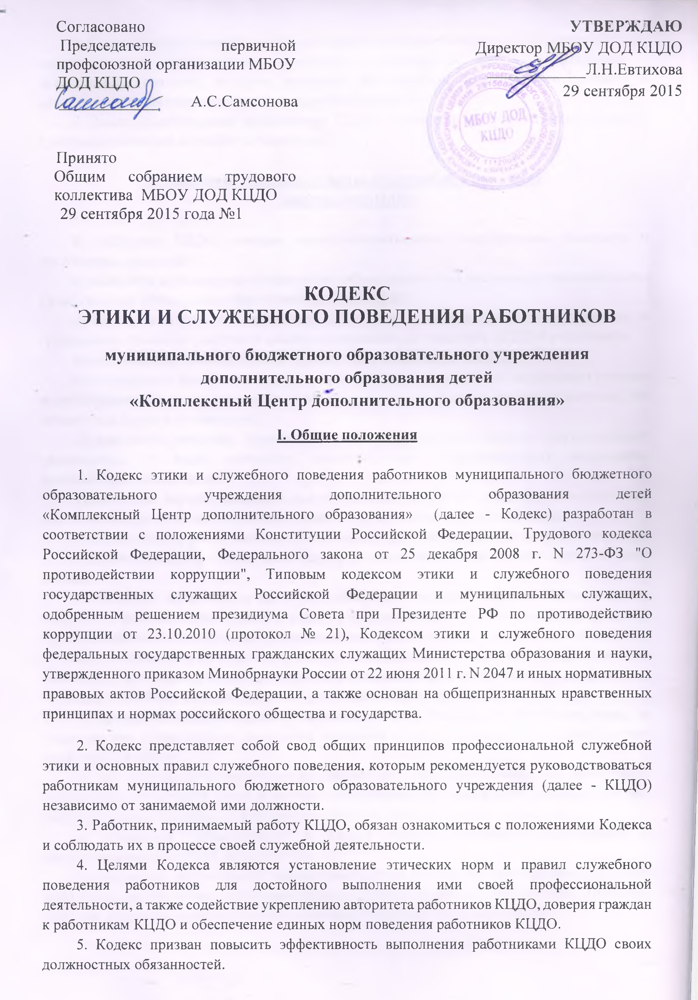 Согласовано
Председатель первичной
профсоюзной организации МБОУ
ДОД КЦДО
А.С.Самсонова
УТВЕРЖДАЮ
Директор МБОУ ДОД КЦДО
Л.Н.Евтихова
29 сентября 2015
МБОУ ДОД
КЦДО
Принято
Общим собранием трудового
коллектива МБОУ ДОД КЦДО
29 сентября 2015 года №1
КОДЕКС
ЭТИКИ И СЛУЖЕБНОГО ПОВЕДЕНИЯ РАБОТНИКОВ
муниципального бюджетного образовательного учреждения
дополнительного образования детей
«Комплексный Центр дополнительного образования»
I. Общие положения
1. Кодекс этики и служебного поведения работников муниципального бюджетного
образовательного учреждения дополнительного образования детей
«Комплексный Центр дополнительного образования» (далее - Кодекс) разработан в
соответствии с положениями Конституции Российской Федерации, Трудового кодекса
Российской Федерации, Федерального закона от 25 декабря 2008 г. N 273-ФЗ "О
противодействии коррупции", Типовым кодексом этики и служебного поведения
государственных служащих Российской Федерации и муниципальных служащих,
одобренным решением президиума Совета при Президенте РФ по противодействию
коррупции от 23.10.2010 (протокол № 21), Кодексом этики и служебного поведения
федеральных государственных гражданских служащих Министерства образования и науки,
утвержденного приказом Минобрнауки России от 22 июня 2011 г. N 2047 и иных нормативных
правовых актов Российской Федерации, а также основан на общепризнанных нравственных
принципах и нормах российского общества и государства.
2. Кодекс представляет собой свод общих принципов профессиональной служебной
этики и основных правил служебного поведения, которым рекомендуется руководствоваться
работникам муниципального бюджетного образовательного учреждения (далее - КЦДО)
независимо от занимаемой ими должности.
3. Работник, принимаемый работу КЦДО, обязан ознакомиться с положениями Кодекса
и соблюдать их в процессе своей служебной деятельности.
4. Целями Кодекса являются установление этических норм и правил служебного
поведения работников для достойного выполнения ими своей профессиональной
деятельности, а также содействие укреплению авторитета работников КЦДО, доверия граждан
к работникам КЦДО и обеспечение единых норм поведения работников КЦДО.
5. Кодекс призван повысить эффективность выполнения работниками КЦДО своих
должностных обязанностей.